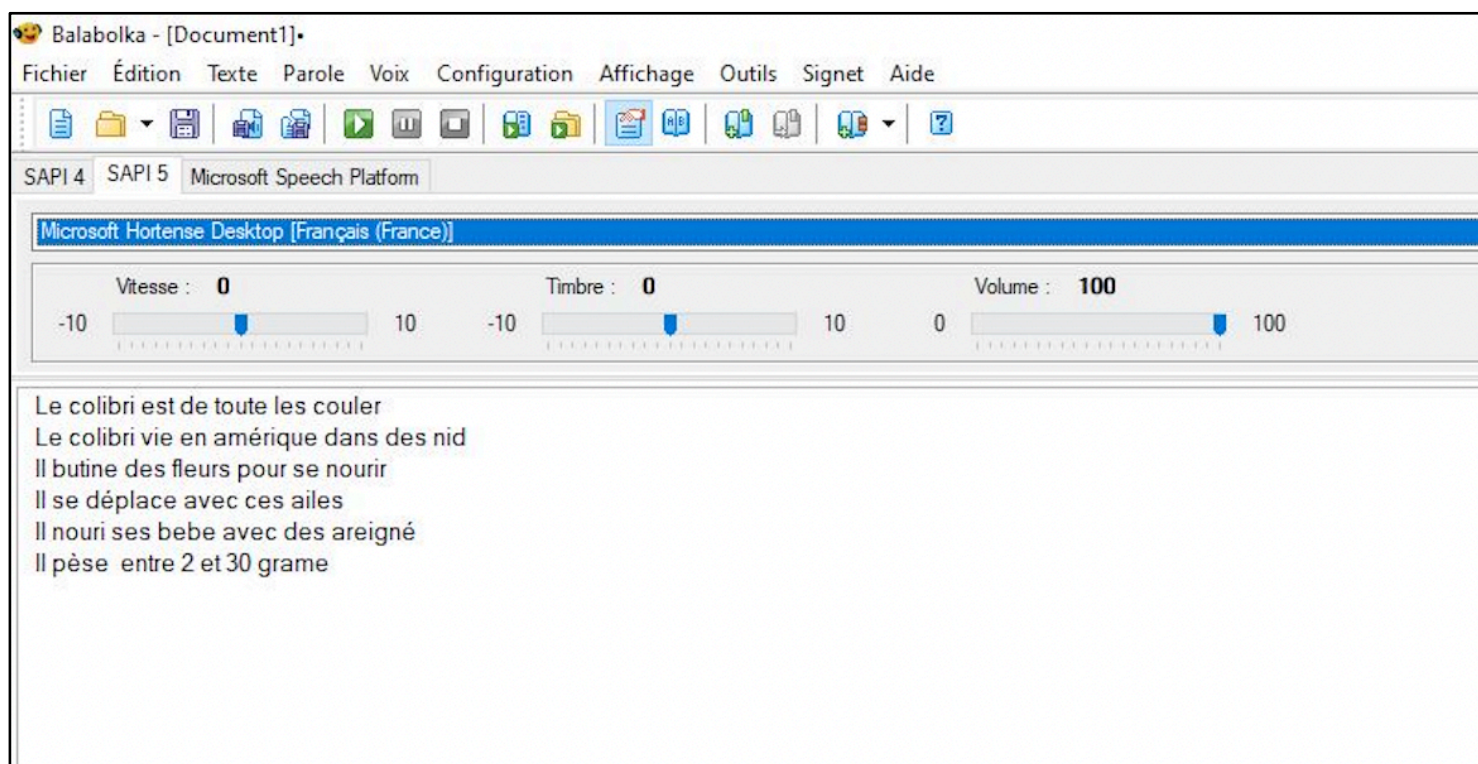 Balabolka - [Document1]•
Fichier Édition Texte Parole Voix Configuration Affichage Outils Signet Aide
SAPI 4 SAPI 5 Microsoft Speech Platform
Microsoft Hortense Desktop [Français (France)]
Vitesse : 0 Timbre : 0 Volume : 100
-10 10 -10 10 0 100
Le colibri est de toute les couler
Le colibri vie en amérique dans des nid
Il butine des fleurs pour se nourir
Il se déplace avec ces ailes
Il nouri ses bebe avec des areigné
Il pèse  entre 2 et 30 grame